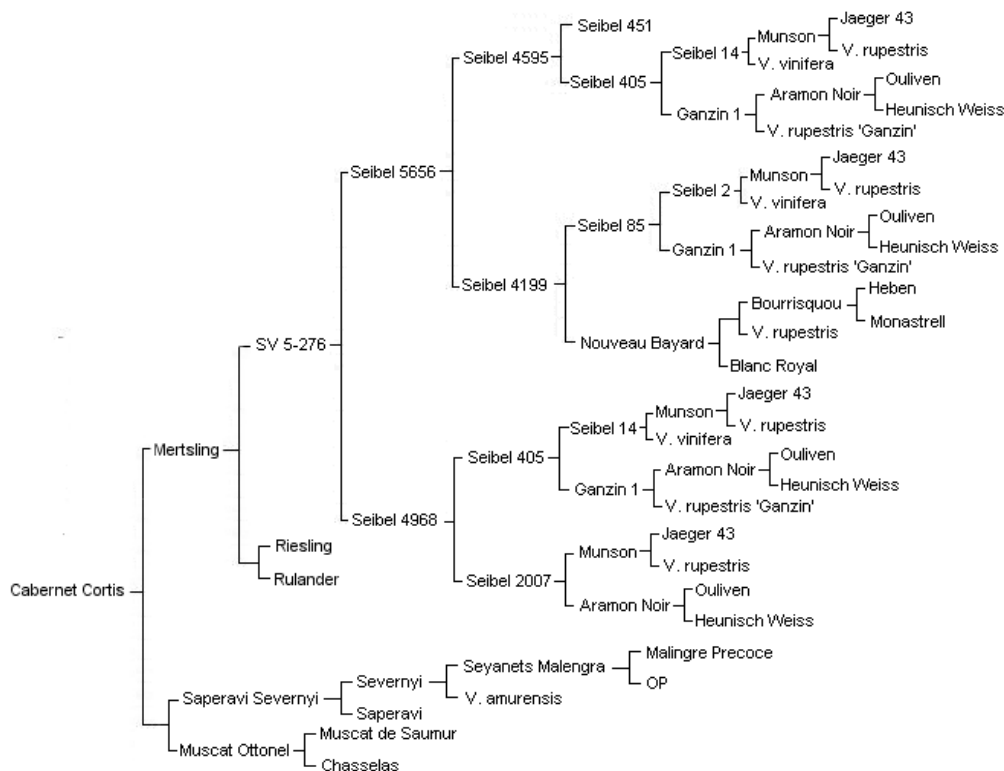 Jaeger 43
Seibel 451
Munson
Seibel 14
V. rupestris
Seibel 4595
V. vinifera
Seibel 405
Ouliven
Aramon Noir
Heunisch Weiss
Ganzin 1
V. rupestris 'Ganzin'
Jaeger 43
Munson
Seibel 5656
Seibel 2
V. rupestris
V. vinifera
Ouliven
Seibel 85
Aramon Noir
Heunisch Weiss
Ganzin 1
V. rupestris 'Ganzin'
Seibel 4199
Heben
Bourrisquou
Monastrell
V. rupestris
Nouveau Bayard
SV 5-276
Blanc Royal
Jaeger 43
Munson
Seibel 14
V. rupestris
V. vinifera
Mertsling
Ouliven
Seibel 405
Aramon Noir
Heunisch Weiss
Ganzin 1
V. rupestris 'Ganzin'
Seibel 4968
Jaeger 43
Riesling
Munson
V. rupestris
Rulander
Seibel 2007
Cabernet Cortis
Ouliven
Aramon Noir
Heunisch Weiss
Malingre Precoce
Seyanets Malengra
Severnyi
OP
Saperavi Severnyi
V. amurensis
Saperavi
Muscat de Saumur
Muscat Ottonel
Chasselas